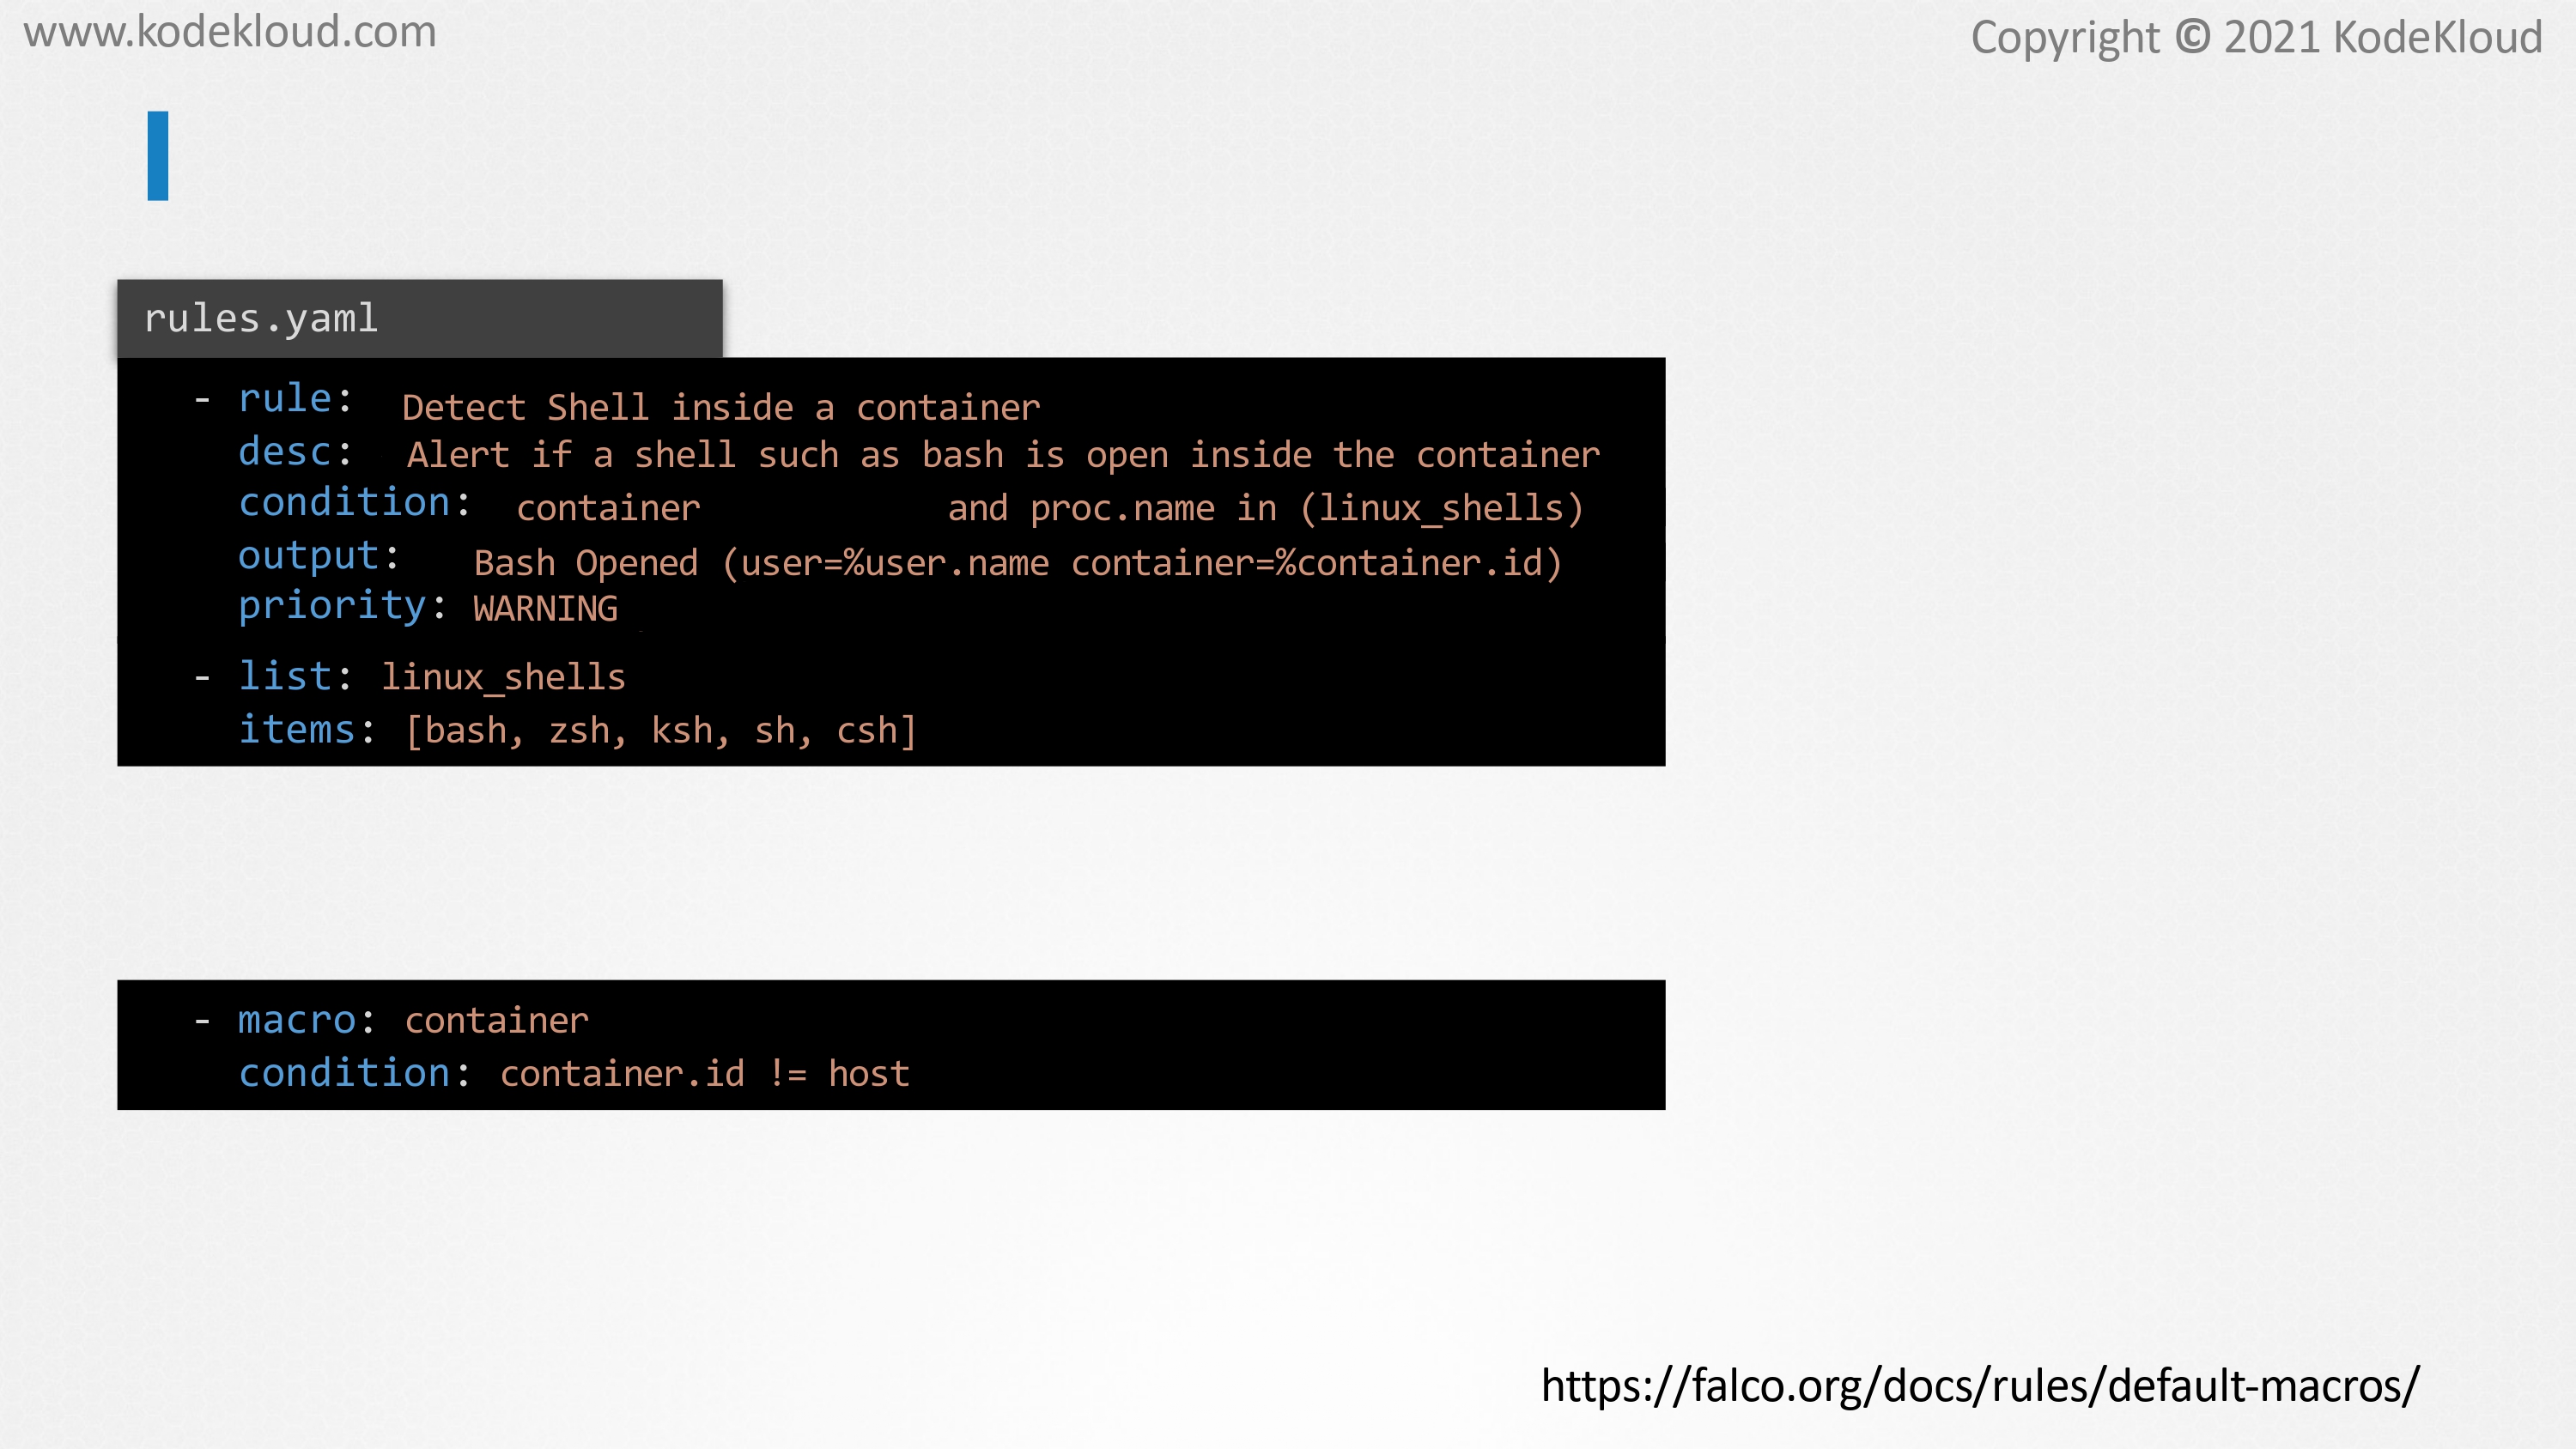 www.kodekloud.com
Copyright © 2021 KodeKloud
rules.yaml
- rule: Detect Shell inside a container
desc: Alert if a shell such as bash is open inside the container
condition: container and proc.name in (linux_shells)
output: Bash Opened (user=%user.name container=%container.id)
priority: WARNING
- list: linux_shells
items: [bash, zsh, ksh, sh, csh]
- macro: container
condition: container.id != host
https://falco.org/docs/rules/default-macros/